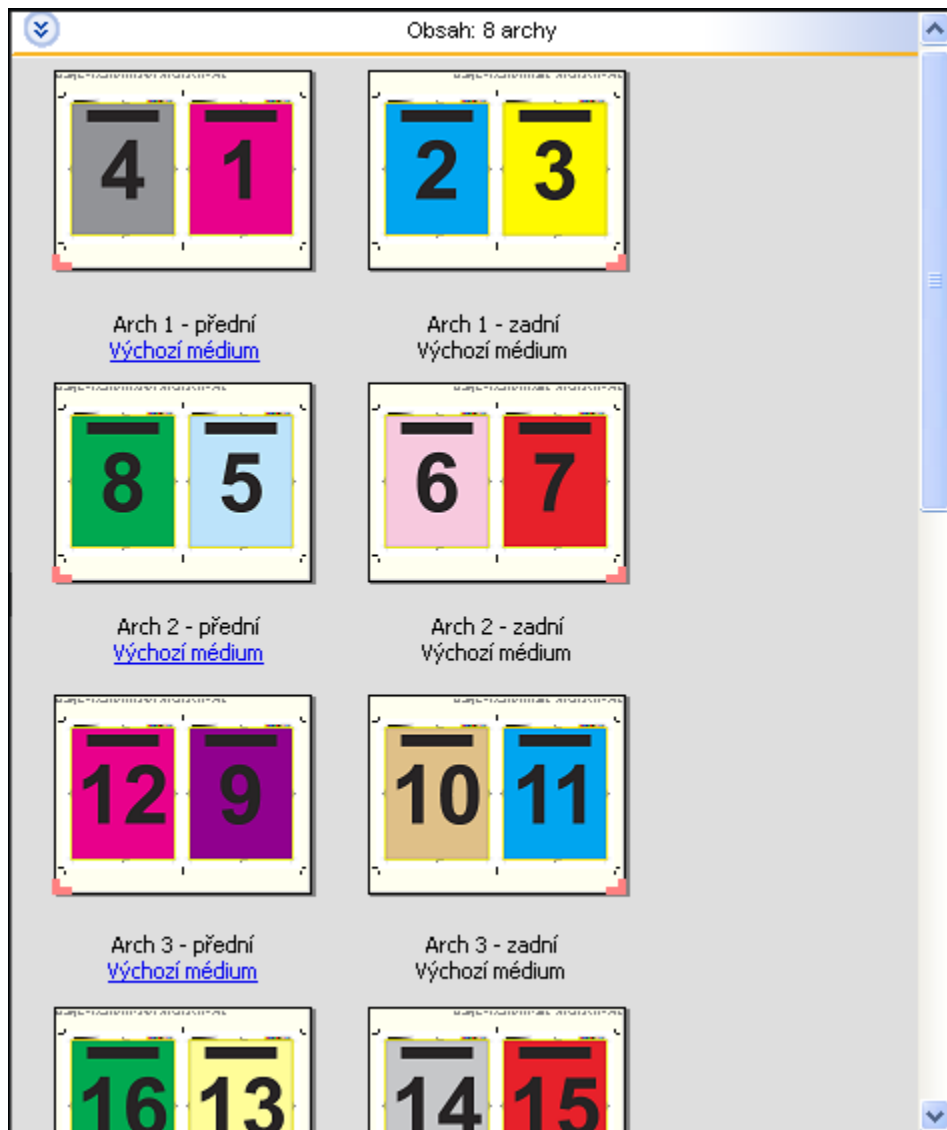 Obsah: 8 archy
4 1 2 3
Arch 1 - přední Arch 1 - zadní
Výchozí médium Výchozí médium
8 5 6 7
Arch 2 - přední Arch 2 - zadní
Výchozí médium Výchozí médium
12 9 10 11
Arch 3 - přední Arch 3 - zadní
Výchozí médium Výchozí médium
16 13 14 15